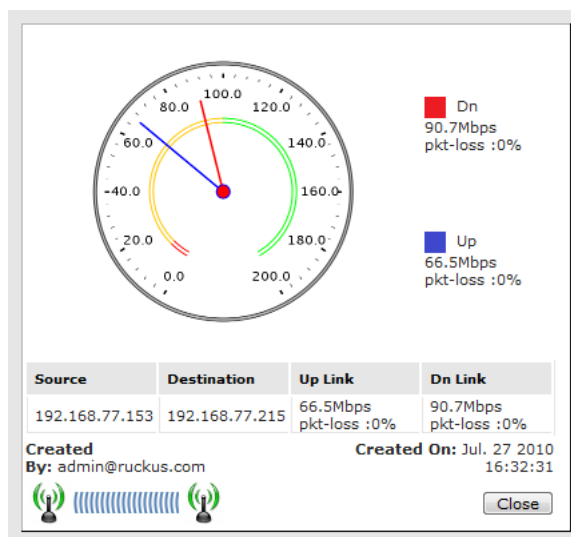 100.0
80.0
120.0
60.0
140.0
40.0
160.0
20.0
180.0
0.0
200.0
Dn
90.7Mbps
pkt-loss :0%
Up
66.5Mbps
pkt-loss :0%
Source Destination Up Link Dn Link
192.168.77.153 192.168.77.215 66.5Mbps 90.7Mbps
pkt-loss :0% pkt-loss :0%
Created Created On: Jul. 27 2010
By: admin@ruckus.com 16:32:31
Close